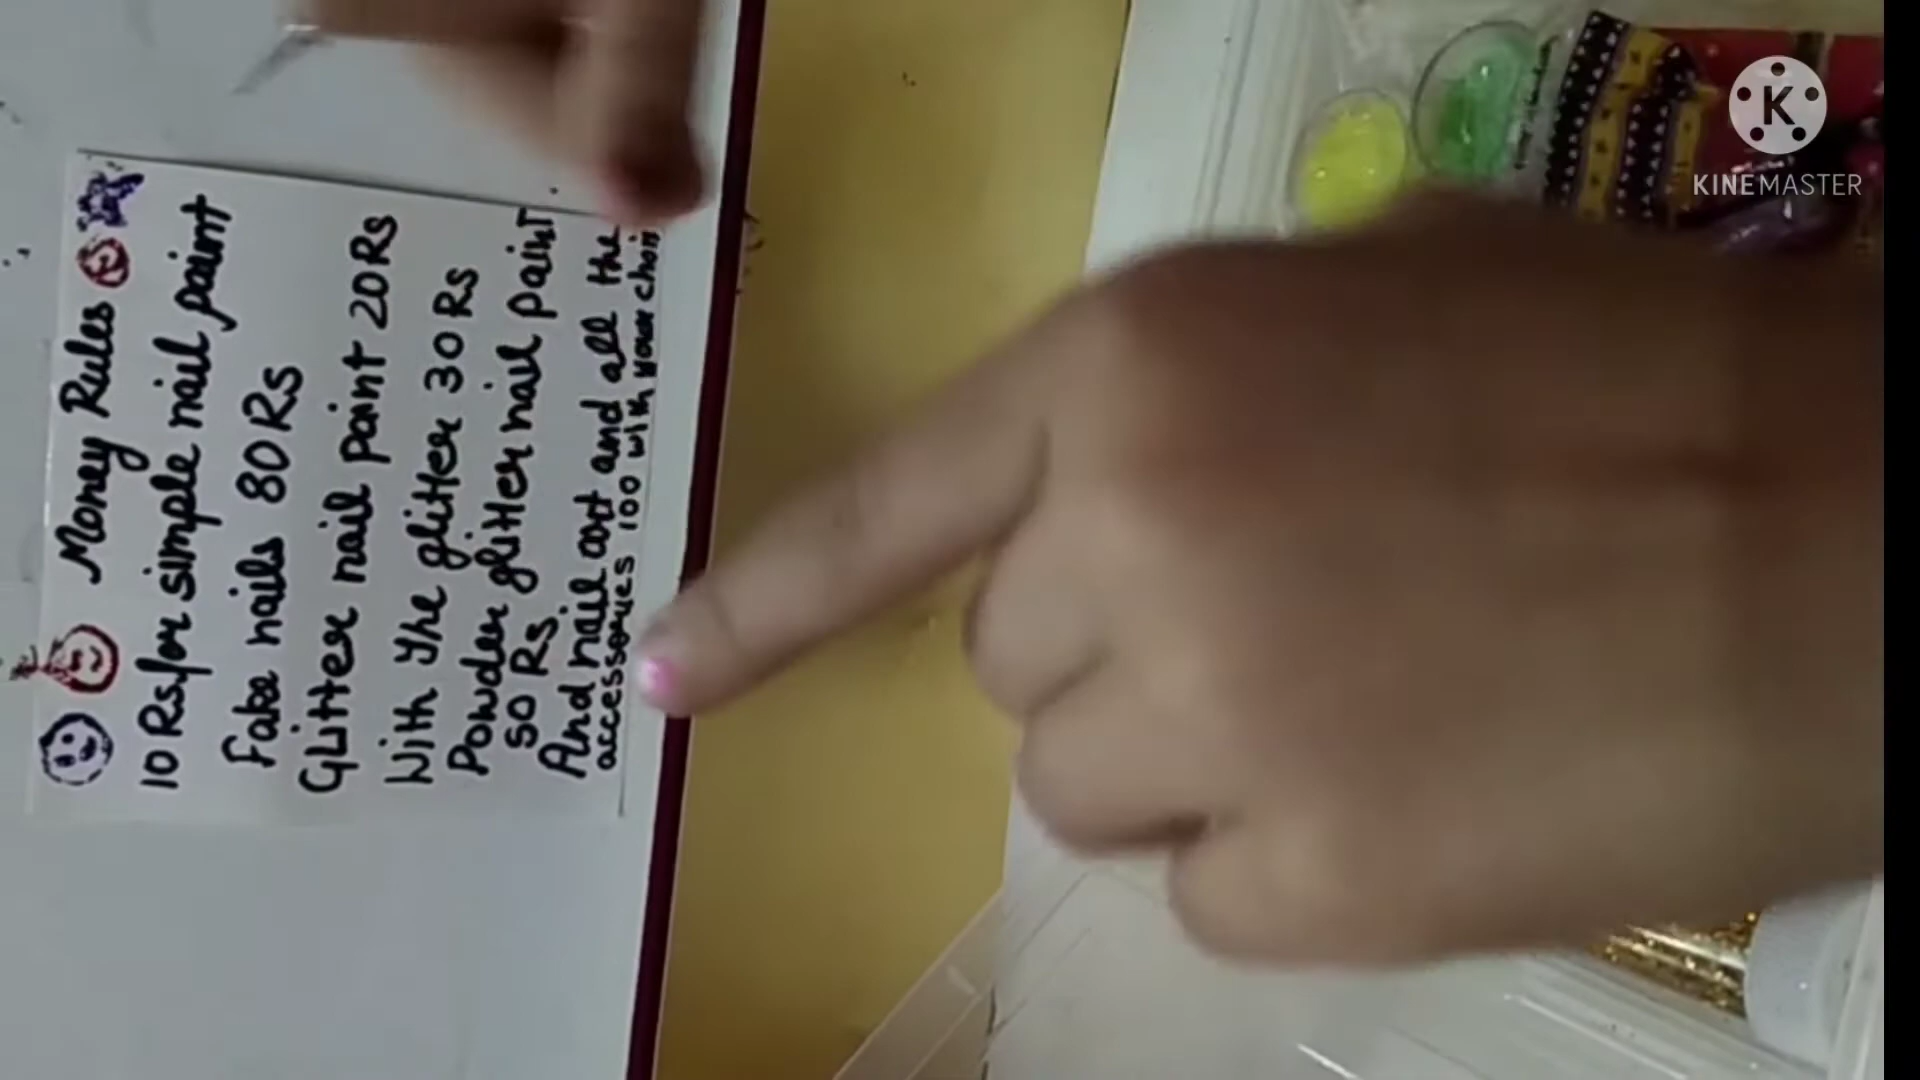 Money Rules
10 Rs for simple nail paint
fake nails 80 Rs
Glitter nail paint 20 Rs
With the glitter 30 Rs
Powder glitter nail paint
50 Rs
And nail art and all the
accessories 100 with your choi
KINEMASTER